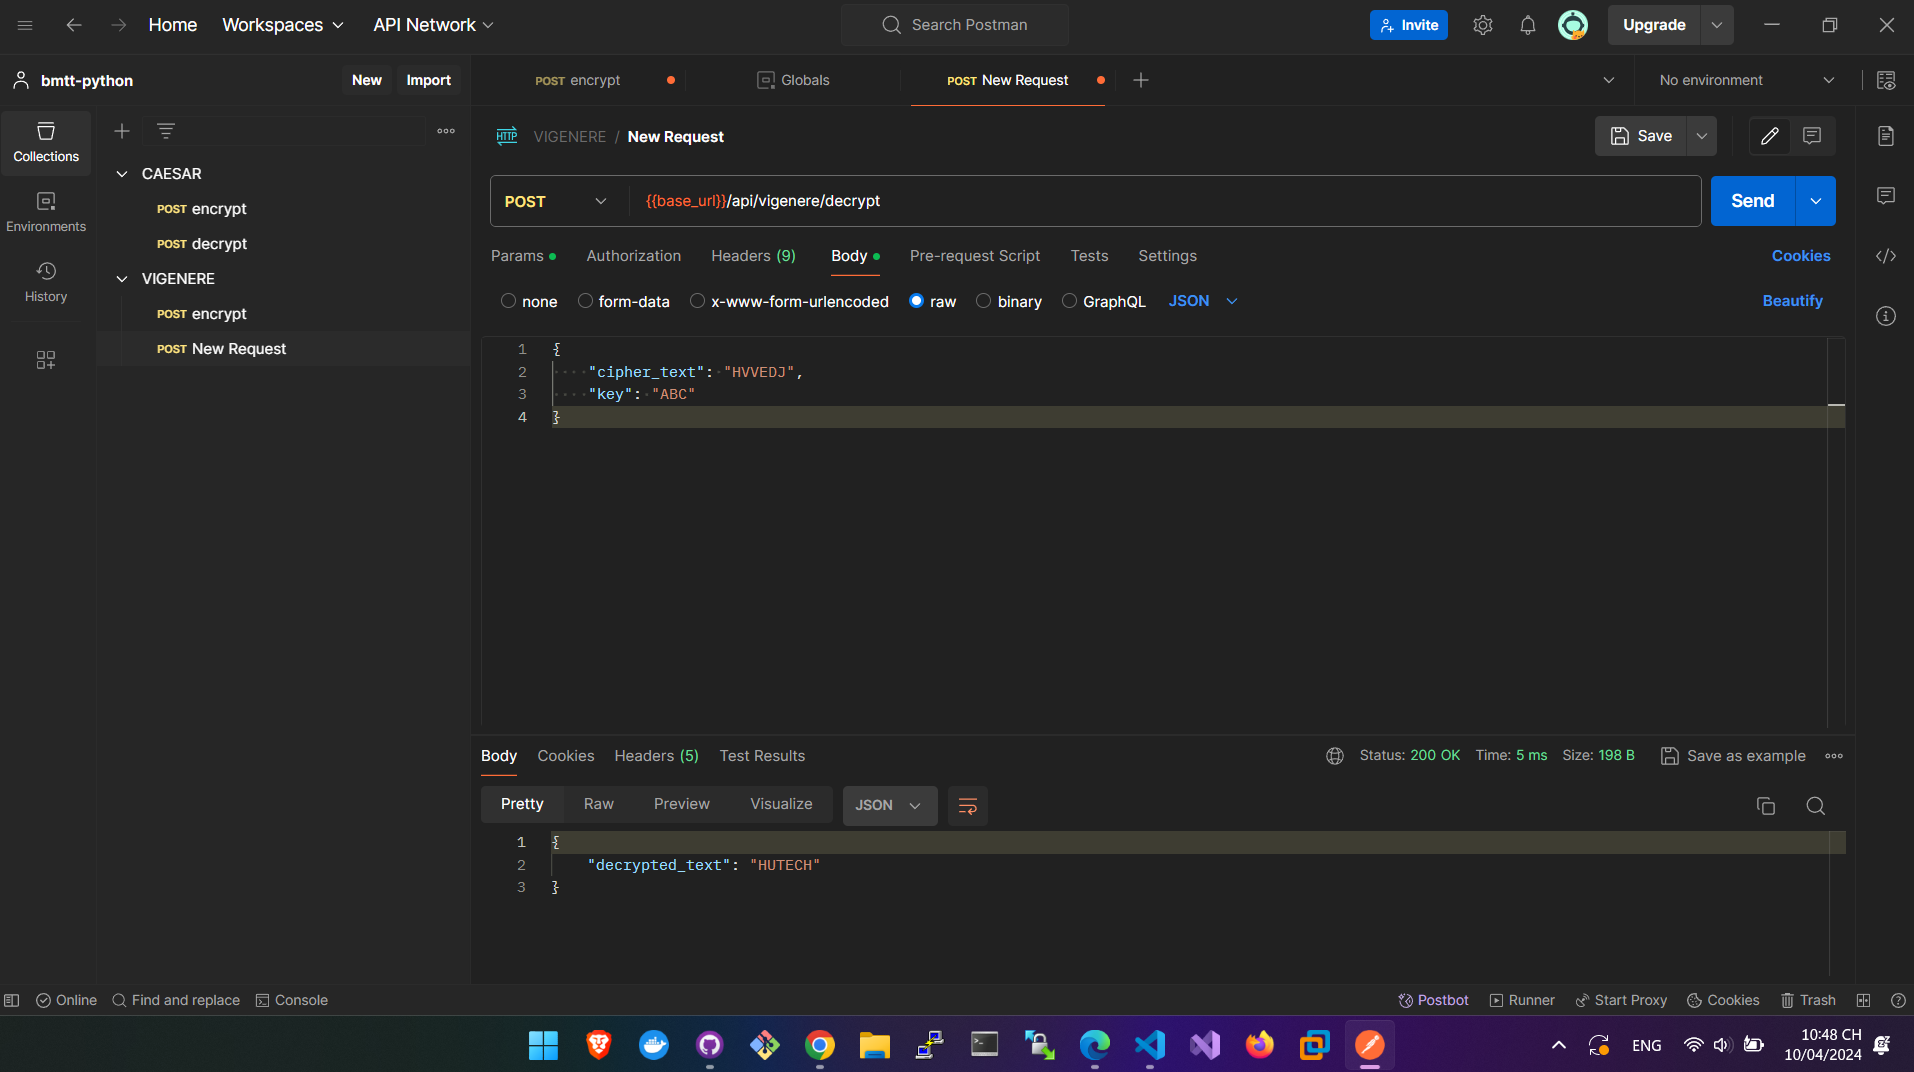 Home Workspaces API Network Search Postman Invite Upgrade
bmtt-python New Import POST encrypt Globals POST New Request No environment
Collections
Environments
History
CAESAR
POST encrypt
POST decrypt
VIGENERE
POST encrypt
POST New Request
HTTP VIGENERE / New Request Save
POST {{base_url}}/api/vigenere/decrypt Send
Params Authorization Headers (9) Body Pre-request Script Tests Settings Cookies
none form-data x-www-form-urlencoded raw binary GraphQL JSON Beautify
1 {
2 "cipher_text": "HVVEDJ",
3 "key": "ABC"
4 }
Body Cookies Headers (5) Test Results Status: 200 OK Time: 5 ms Size: 198 B Save as example
Pretty Raw Preview Visualize JSON
1 {
2 "decrypted_text": "HUTECH"
3 }
Online Find and replace Console Postbot Runner Start Proxy Cookies Trash
ENG 10:48 CH
10/04/2024